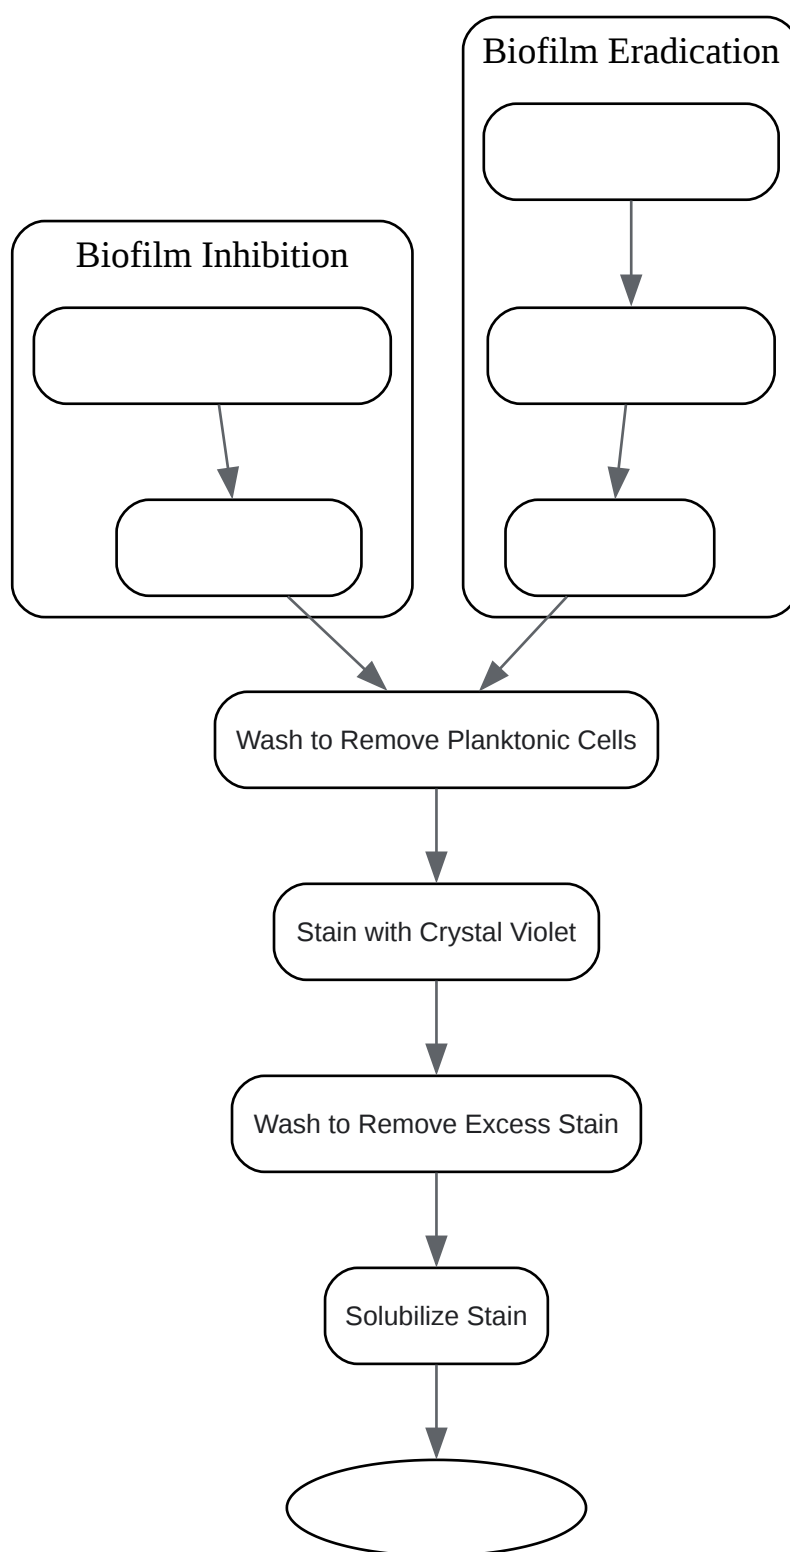 Biofilm Eradication
Biofilm Inhibition
Wash to Remove Planktonic Cells
Stain with Crystal Violet
Wash to Remove Excess Stain
Solubilize Stain